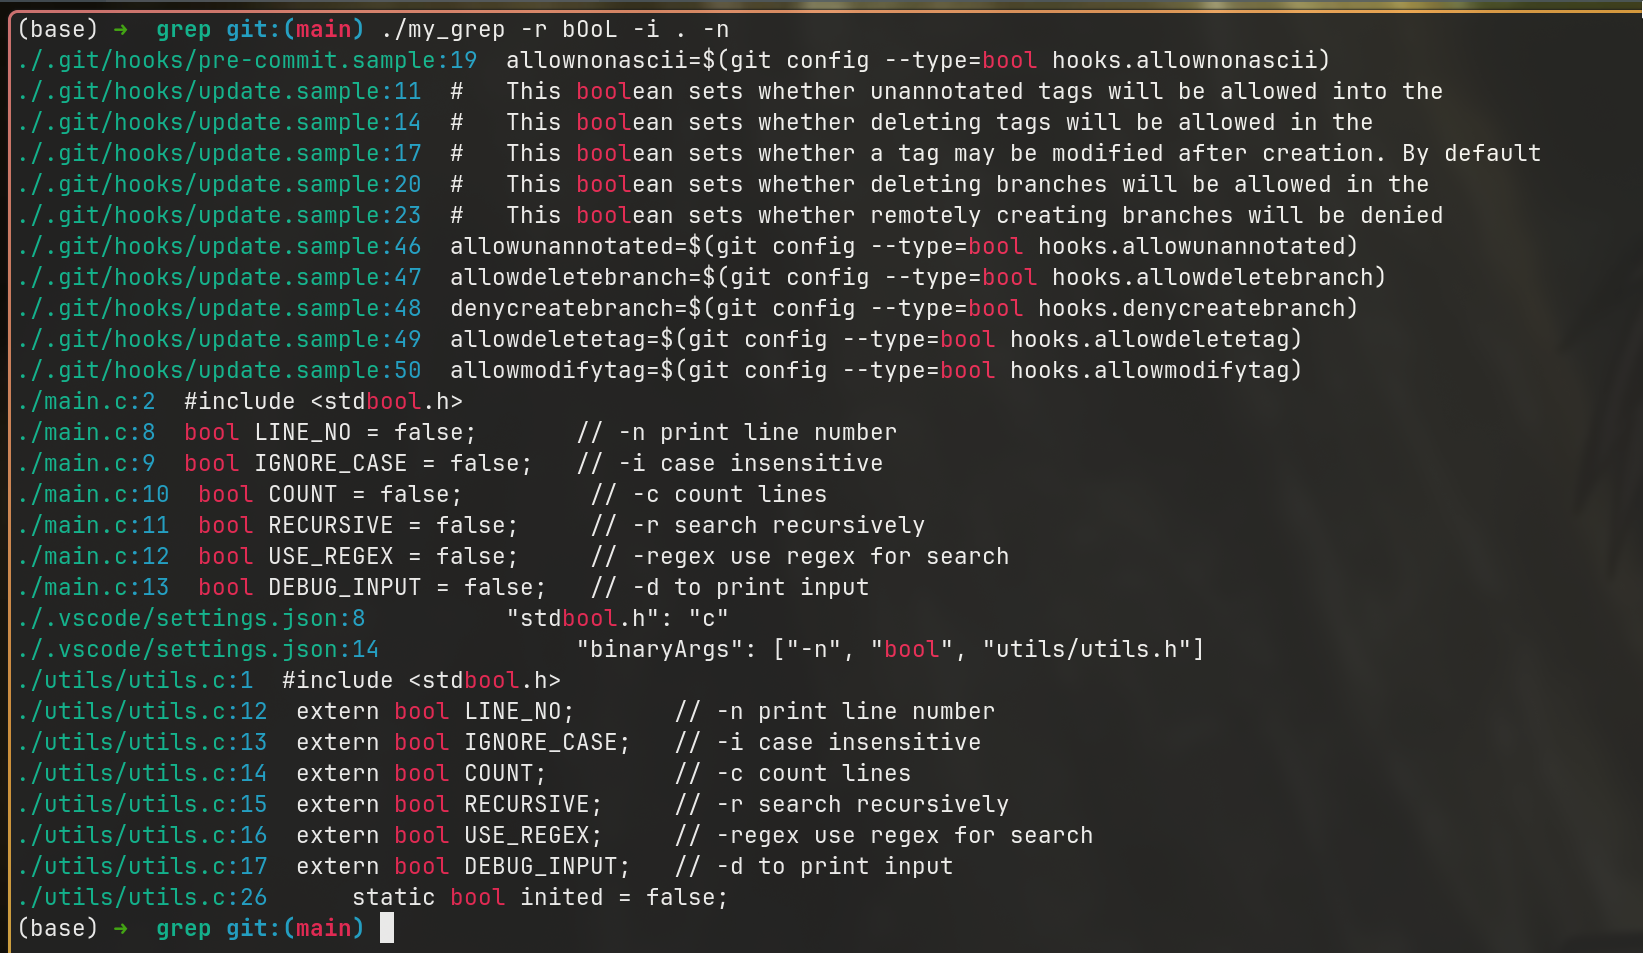 (base) → grep git:(main) ./my_grep -r bOoL -i . -n
./.git/hooks/pre-commit.sample:19  allownonascii=$(git config --type=bool hooks.allownonascii)
./.git/hooks/update.sample:11  #   This boolean sets whether unannotated tags will be allowed into the
./.git/hooks/update.sample:14  #   This boolean sets whether deleting tags will be allowed in the
./.git/hooks/update.sample:17  #   This boolean sets whether a tag may be modified after creation. By default
./.git/hooks/update.sample:20  #   This boolean sets whether deleting branches will be allowed in the
./.git/hooks/update.sample:23  #   This boolean sets whether remotely creating branches will be denied
./.git/hooks/update.sample:46  allowunannotated=$(git config --type=bool hooks.allowunannotated)
./.git/hooks/update.sample:47  allowdeletebranch=$(git config --type=bool hooks.allowdeletebranch)
./.git/hooks/update.sample:48  denycreatebranch=$(git config --type=bool hooks.denycreatebranch)
./.git/hooks/update.sample:49  allowdeletetag=$(git config --type=bool hooks.allowdeletetag)
./.git/hooks/update.sample:50  allowmodifytag=$(git config --type=bool hooks.allowmodifytag)
./main.c:2  #include <stdbool.h>
./main.c:8  bool LINE_NO = false;       // -n print line number
./main.c:9  bool IGNORE_CASE = false;   // -i case insensitive
./main.c:10  bool COUNT = false;         // -c count lines
./main.c:11  bool RECURSIVE = false;     // -r search recursively
./main.c:12  bool USE_REGEX = false;     // -regex use regex for search
./main.c:13  bool DEBUG_INPUT = false;   // -d to print input
./.vscode/settings.json:8          "stdbool.h": "c"
./.vscode/settings.json:14              "binaryArgs": ["-n", "bool", "utils/utils.h"]
./utils/utils.c:1  #include <stdbool.h>
./utils/utils.c:12  extern bool LINE_NO;       // -n print line number
./utils/utils.c:13  extern bool IGNORE_CASE;   // -i case insensitive
./utils/utils.c:14  extern bool COUNT;         // -c count lines
./utils/utils.c:15  extern bool RECURSIVE;     // -r search recursively
./utils/utils.c:16  extern bool USE_REGEX;     // -regex use regex for search
./utils/utils.c:17  extern bool DEBUG_INPUT;   // -d to print input
./utils/utils.c:26      static bool inited = false;
(base) → grep git:(main)